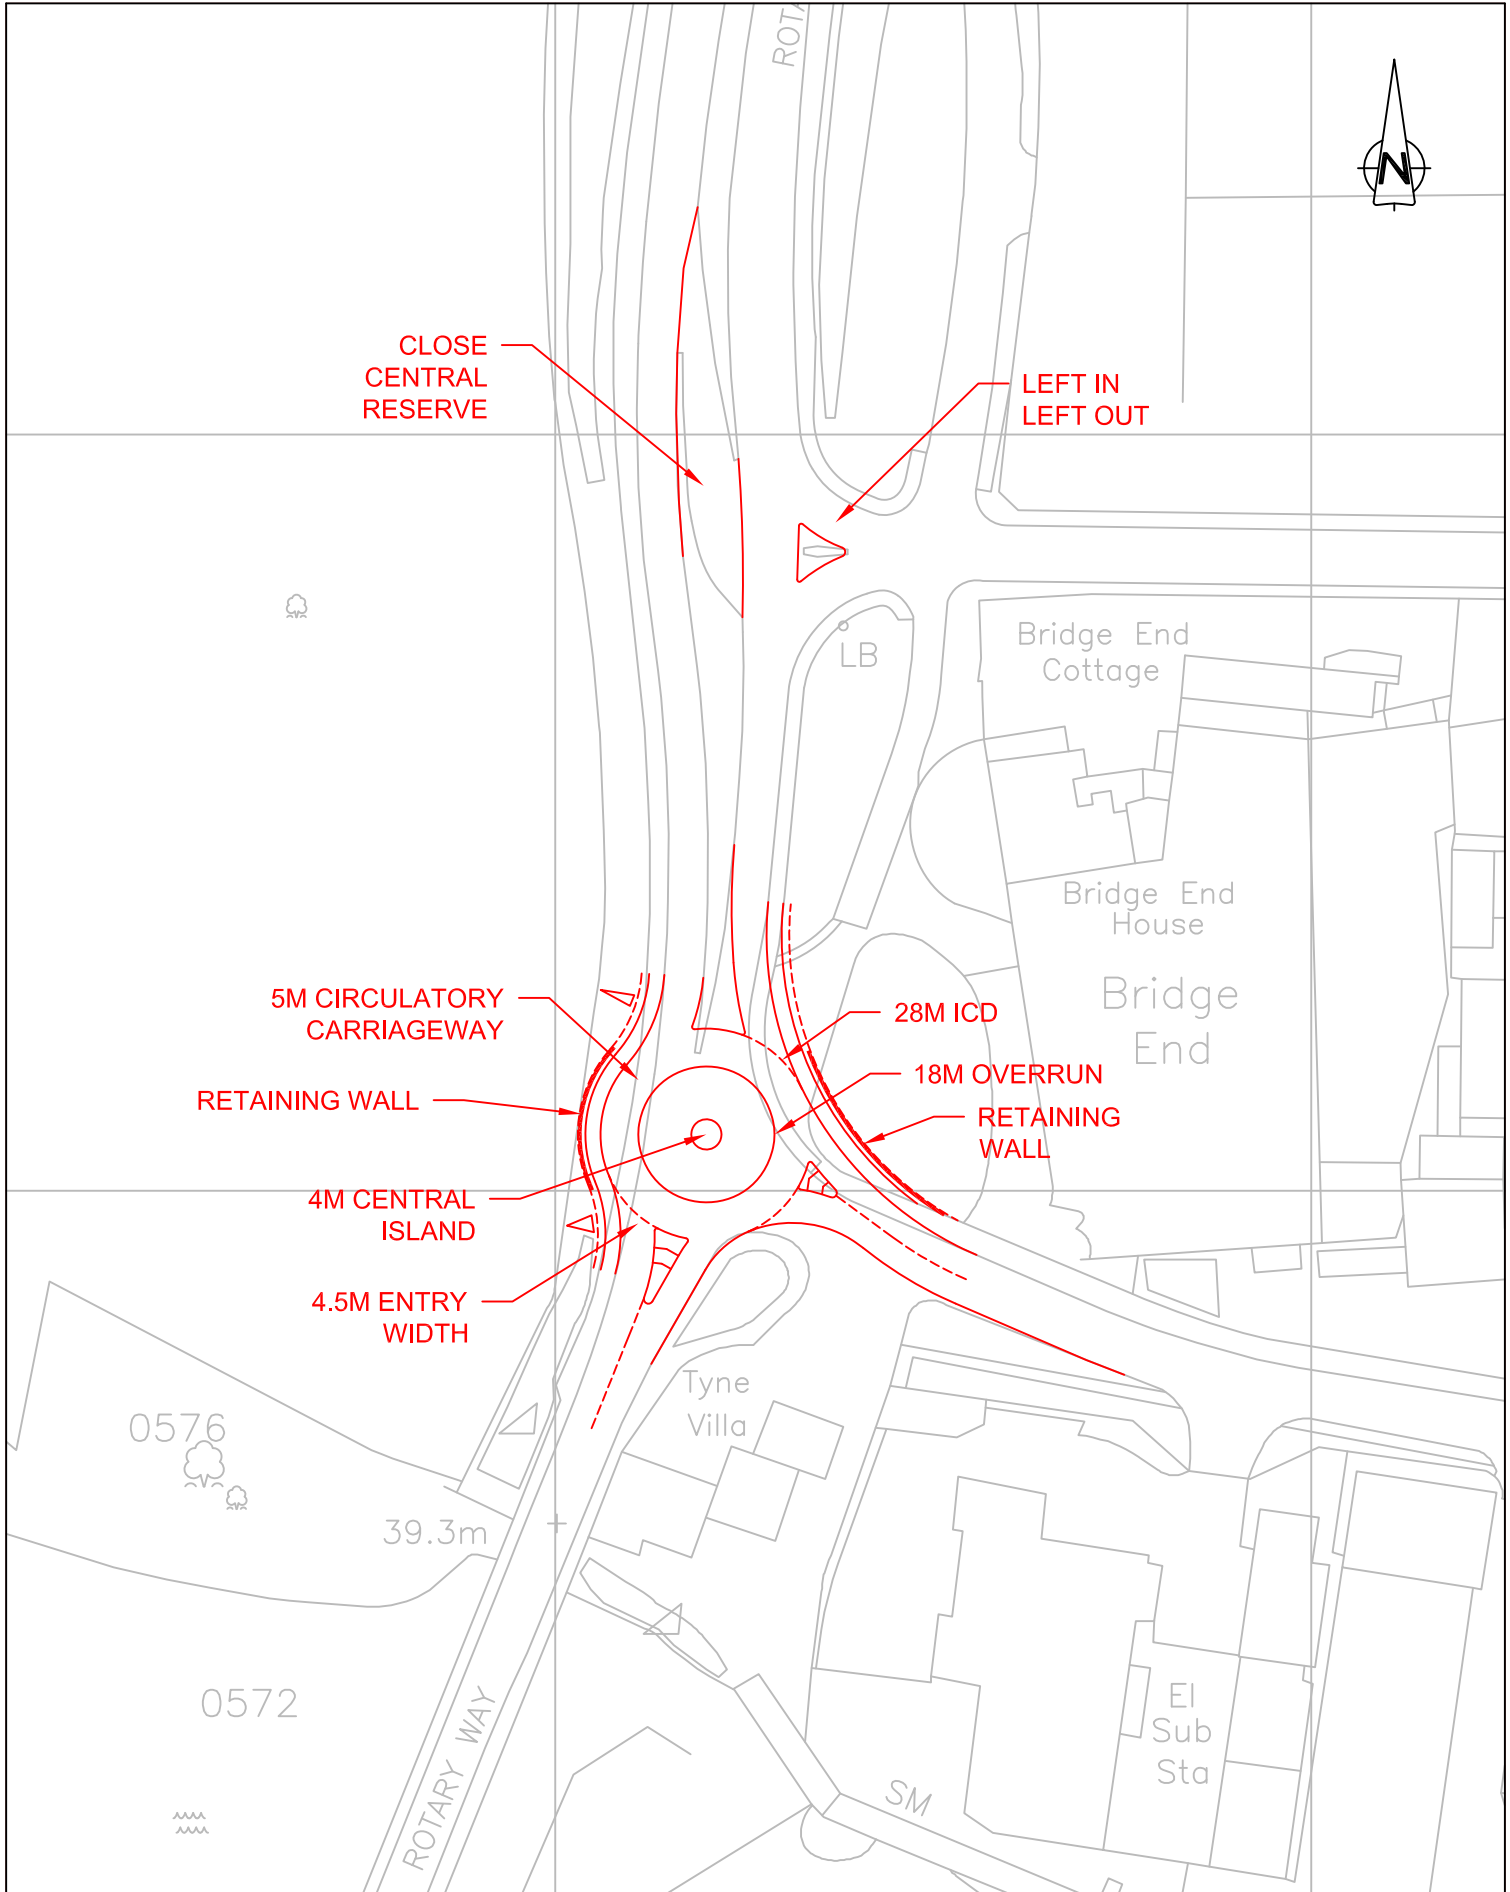 ROTA
N
CLOSE
CENTRAL
RESERVE
LEFT IN
LEFT OUT
LB
Bridge End
Cottage
Bridge End
House
Bridge
End
5M CIRCULATORY
CARRIAGEWAY
28M ICD
18M OVERRUN
RETAINING WALL
RETAINING
WALL
4M CENTRAL
ISLAND
4.5M ENTRY
WIDTH
Tyne
Villa
0576
39.3m
0572
ROTARY WAY
El
Sub
Sta
SM